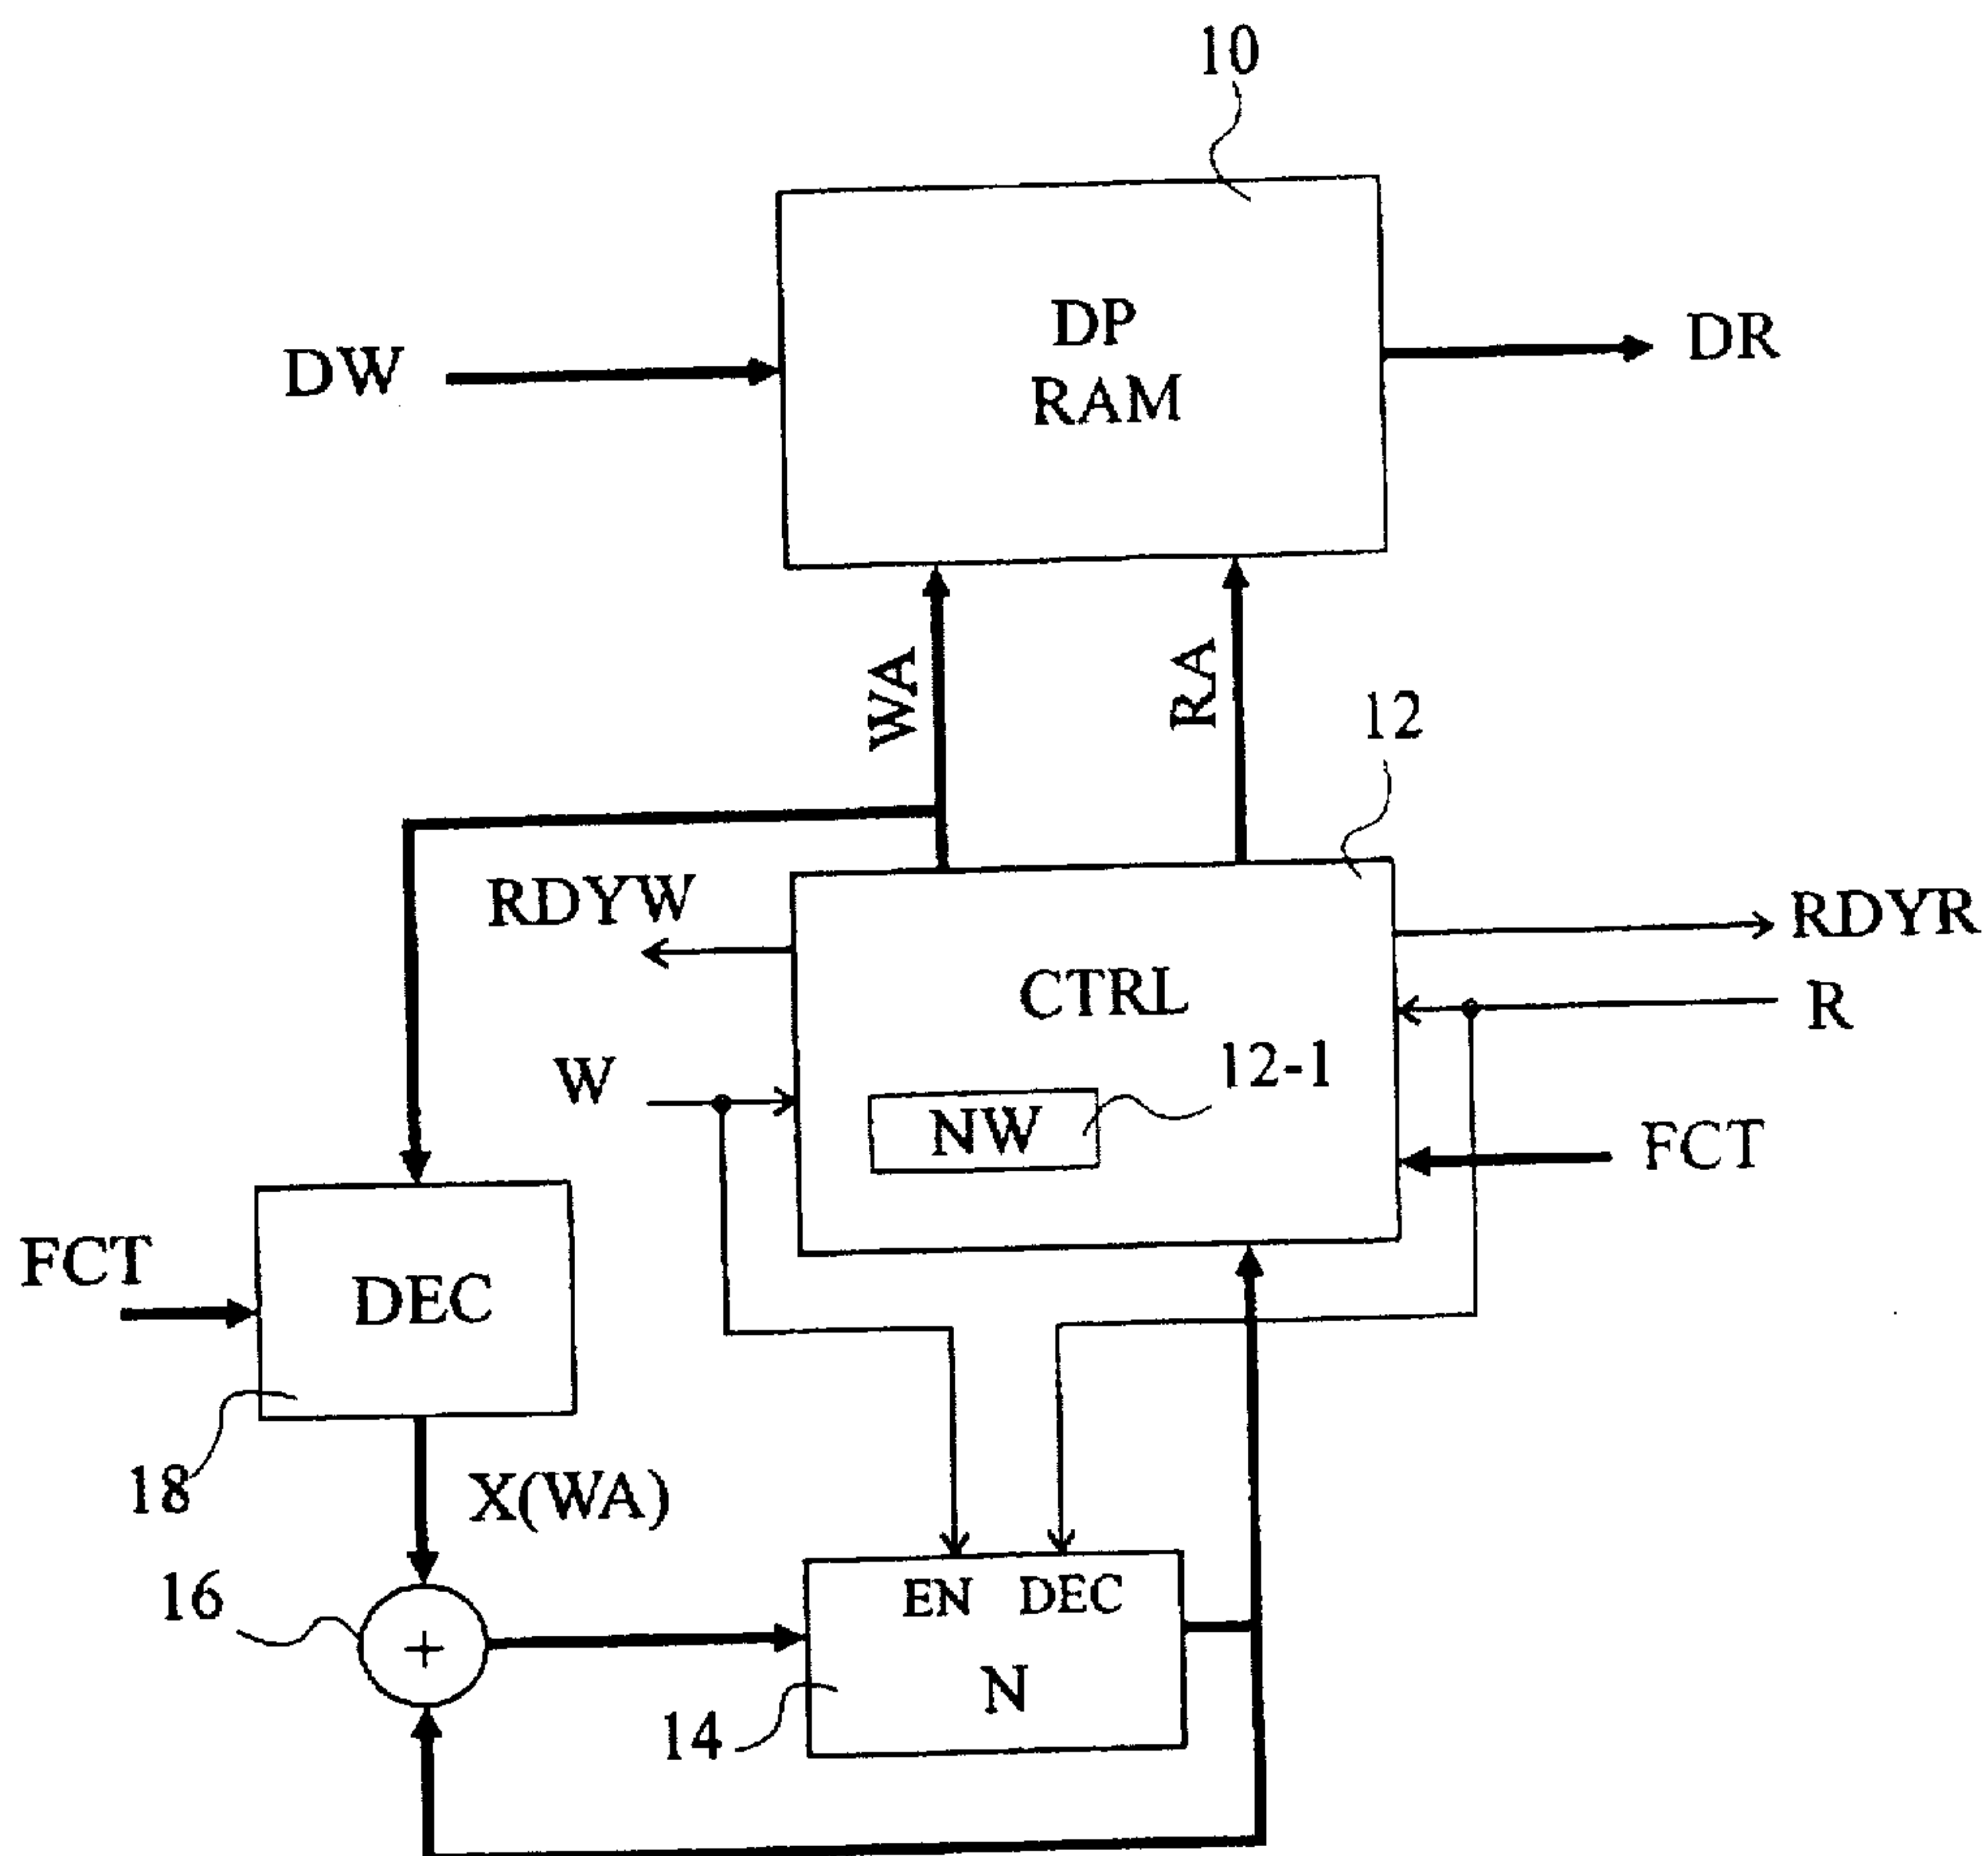 10
DP
RAM
DW
DR
WA
RA
12
RDYW
RDYR
CTRL
R
W
12-1
NW
FCT
FCT
DEC
18
X(WA)
16
EN DEC
N
14
+